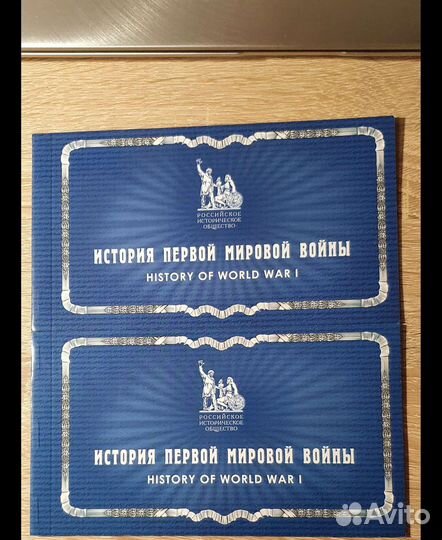 РОССИЙСКОЕ
ИСТОРИЧЕСКОЕ
ОБЩЕСТВО
ИСТОРИЯ ПЕРВОЙ МИРОВОЙ ВОЙНЫ
HISTORY OF WORLD WAR I
РОССИЙСКОЕ
ИСТОРИЧЕСКОЕ
ОБЩЕСТВО
ИСТОРИЯ ПЕРВОЙ МИРОВОЙ ВОЙНЫ
HISTORY OF WORLD WAR I
Avito